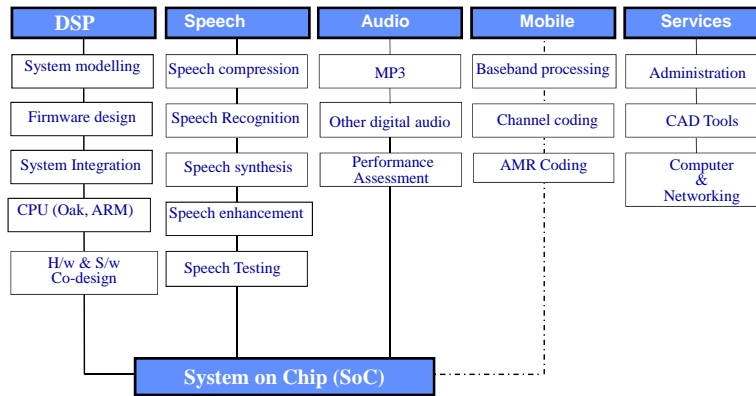 DSP
System modelling
Firmware design
System Integration
CPU (Oak, ARM)
H/w & S/w
Co-design
Speech
Speech compression
Speech Recognition
Speech synthesis
Speech enhancement
Speech Testing
Audio
MP3
Other digital audio
Performance
Assessment
Mobile
Baseband processing
Channel coding
AMR Coding
Services
Administration
CAD Tools
Computer
&
Networking
System on Chip (SoC)